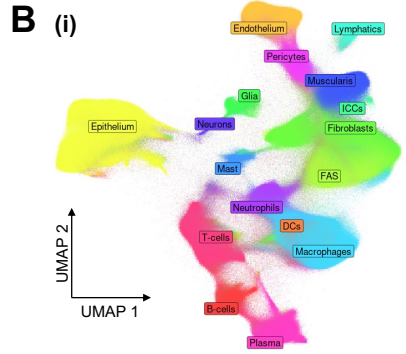 B (i)
Endothelium
Lymphatics
Pericytes
Muscularis
Glia
ICCs
Neurons
Epithelium
Fibroblasts
Mast
FAS
Neutrophils
DCs
T-cells
Macrophages
B-cells
Plasma
UMAP 2
UMAP 1